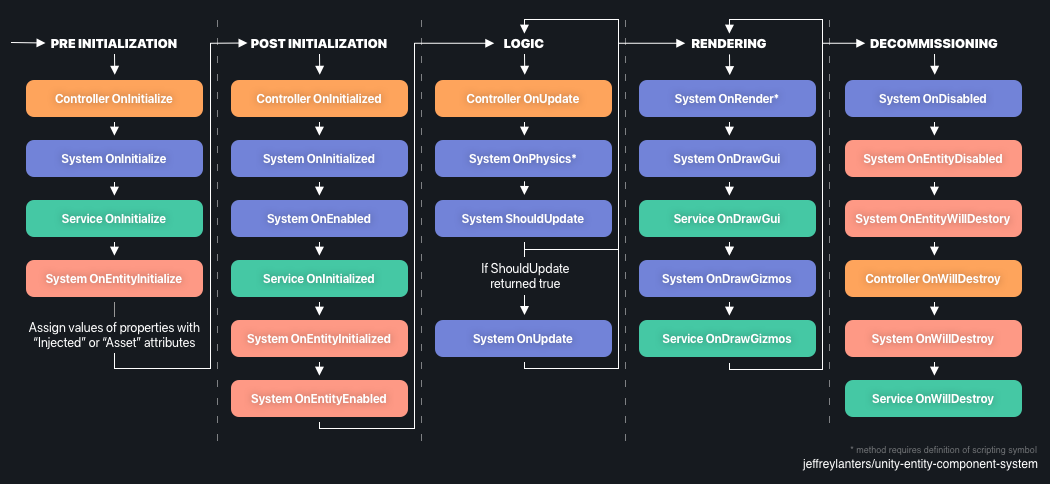 PRE INITIALIZATION
Controller OnInitialize
System OnInitialize
Service OnInitialize
System OnEntityInitialize
Assign values of properties with
“Injected” or “Asset” attributes
POST INITIALIZATION
Controller OnInitialized
System OnInitialized
System OnEnabled
Service OnInitialized
System OnEntityInitialized
System OnEntityEnabled
LOGIC
Controller OnUpdate
System OnPhysics*
System ShouldUpdate
If ShouldUpdate
returned true
System OnUpdate
RENDERING
System OnRender*
System OnDrawGui
Service OnDrawGui
System OnDrawGizmos
Service OnDrawGizmos
DECOMMISSIONING
System OnDisabled
System OnEntityDisabled
System OnEntityWillDestory
Controller OnWillDestroy
System OnWillDestroy
Service OnWillDestroy
* method requires definition of scripting symbol
jeffreylanters/unity-entity-component-system